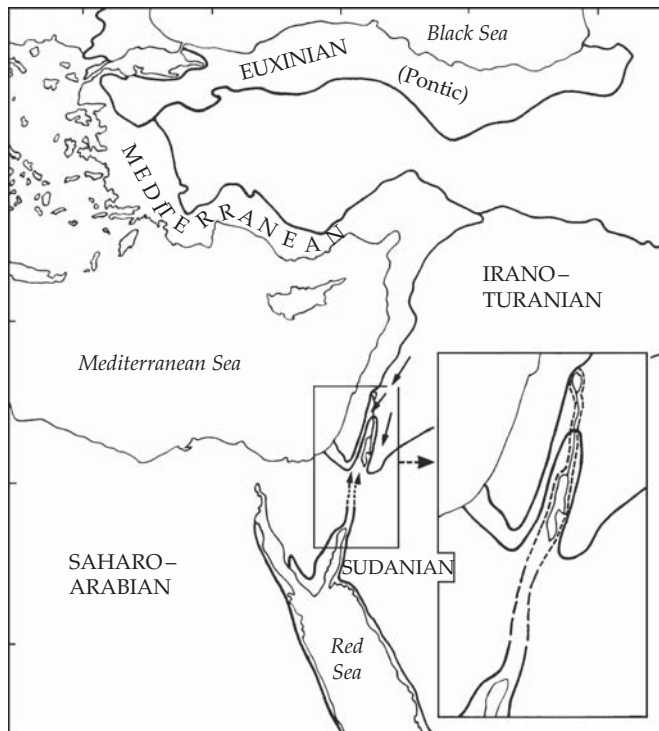 Black Sea
EUXINIAN
(Pontic)
MEDITERRANEAN
IRANO–
TURANIAN
Mediterranean Sea
SAHARO–
ARABIAN
SUDANIAN
Red
Sea